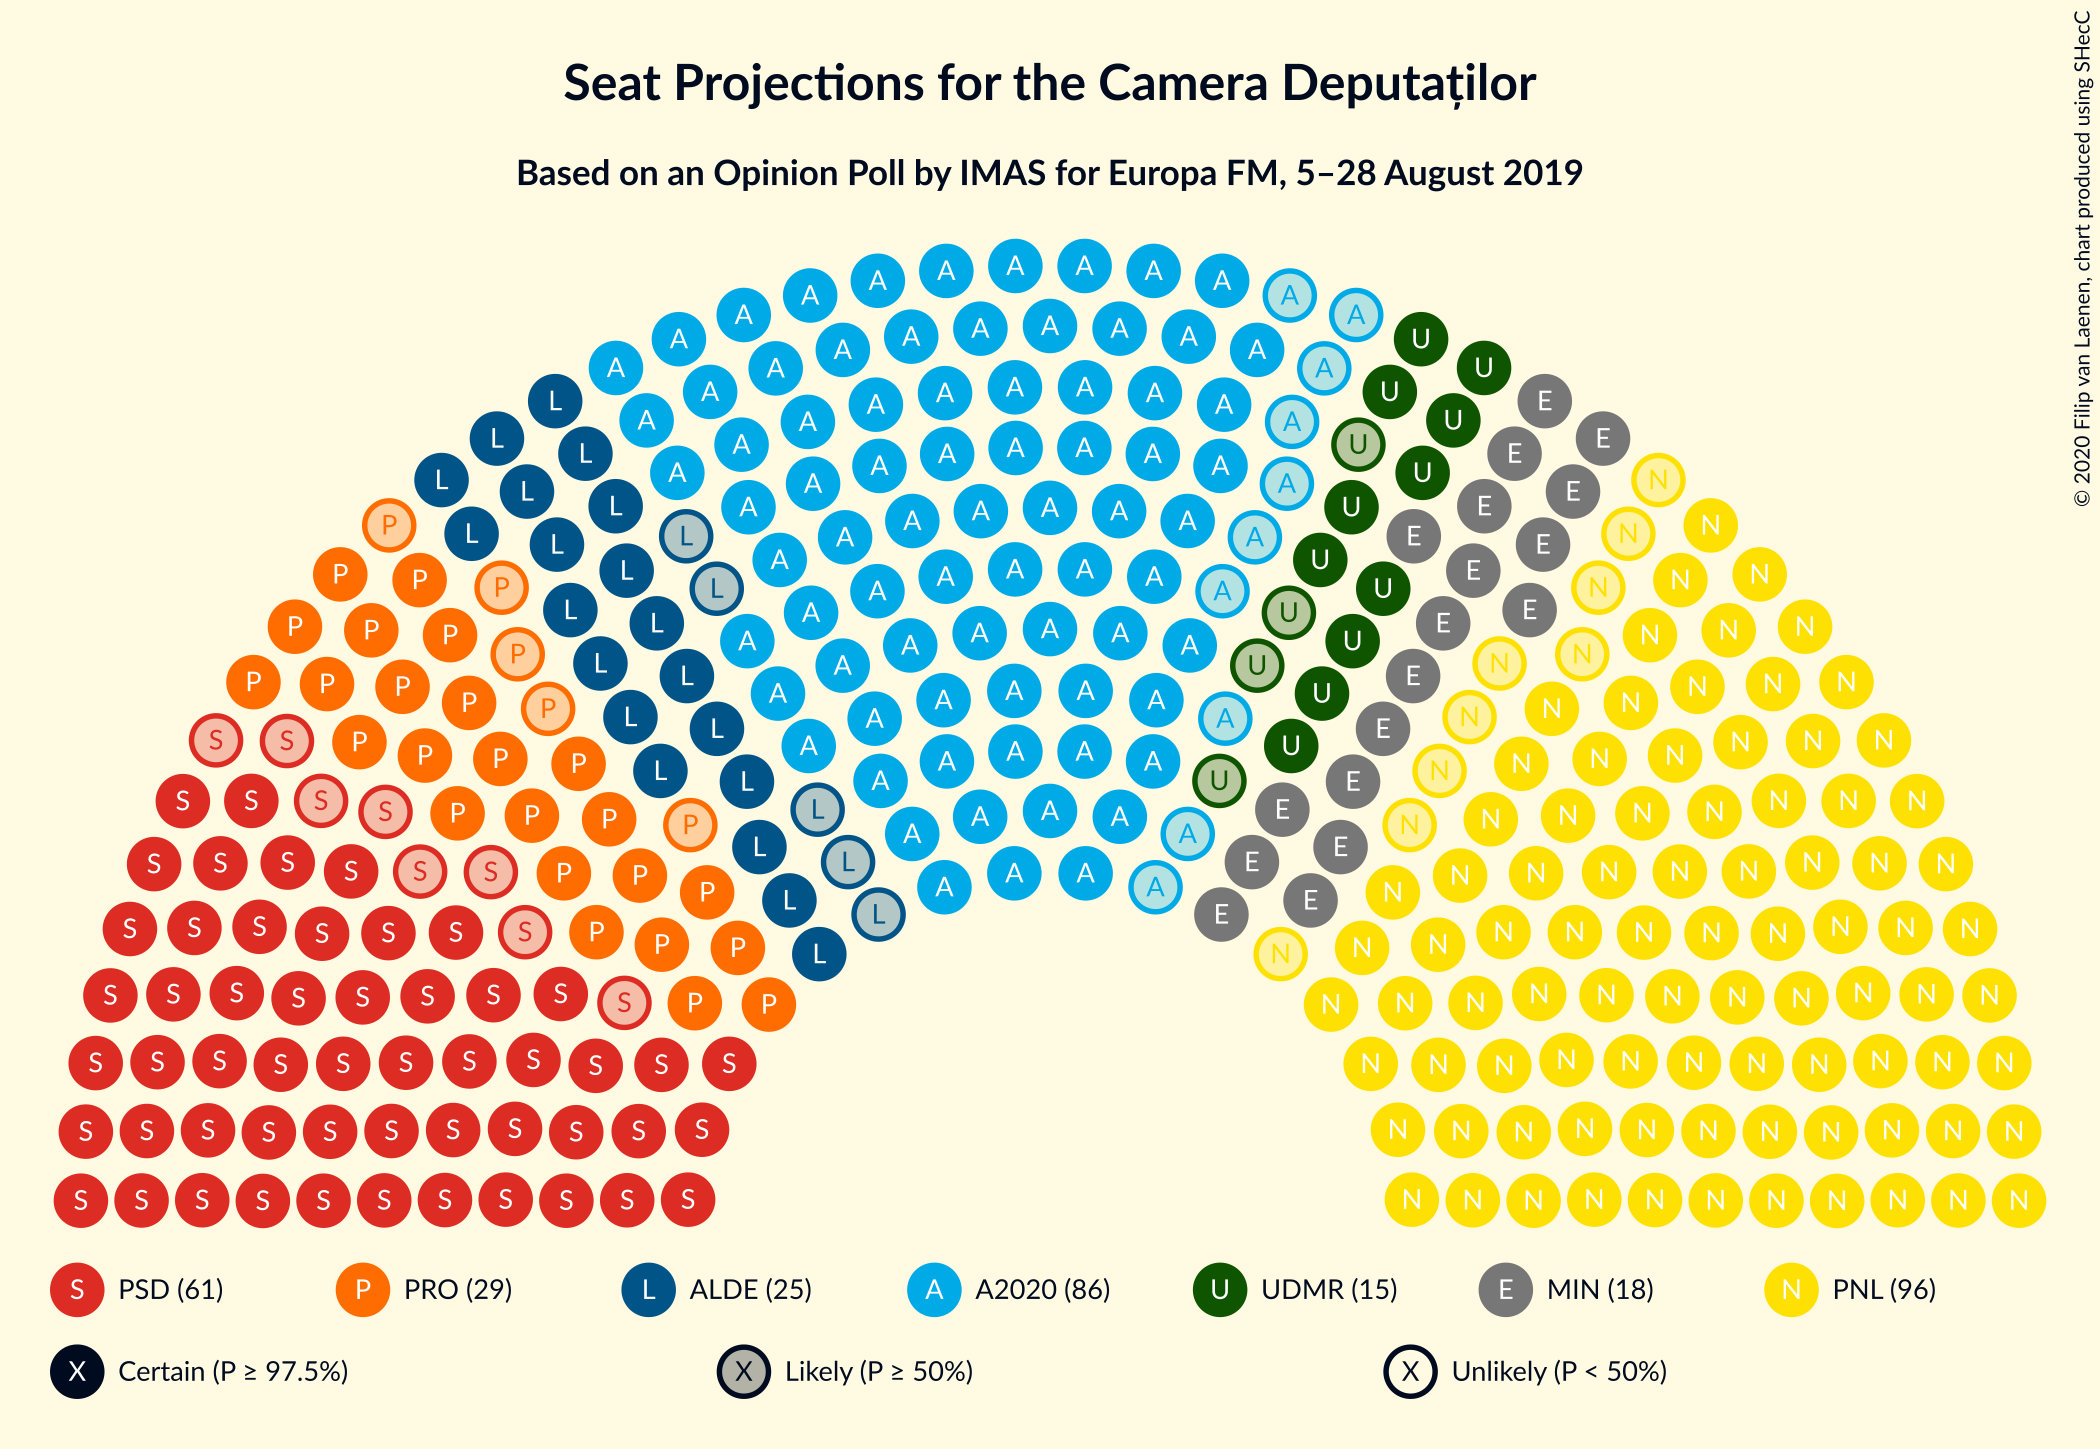 Seat Projections for the Camera Deputaților
Based on an Opinion Poll by IMAS for Europa FM, 5–28 August 2019
© 2020 Filip van Laenen, chart produced using SHecC
S PSD (61) P PRO (29) L ALDE (25) A A2020 (86) U UDMR (15) E MIN (18) N PNL (96)
X Certain (P ≥ 97.5%) X Likely (P ≥ 50%) X Unlikely (P < 50%)